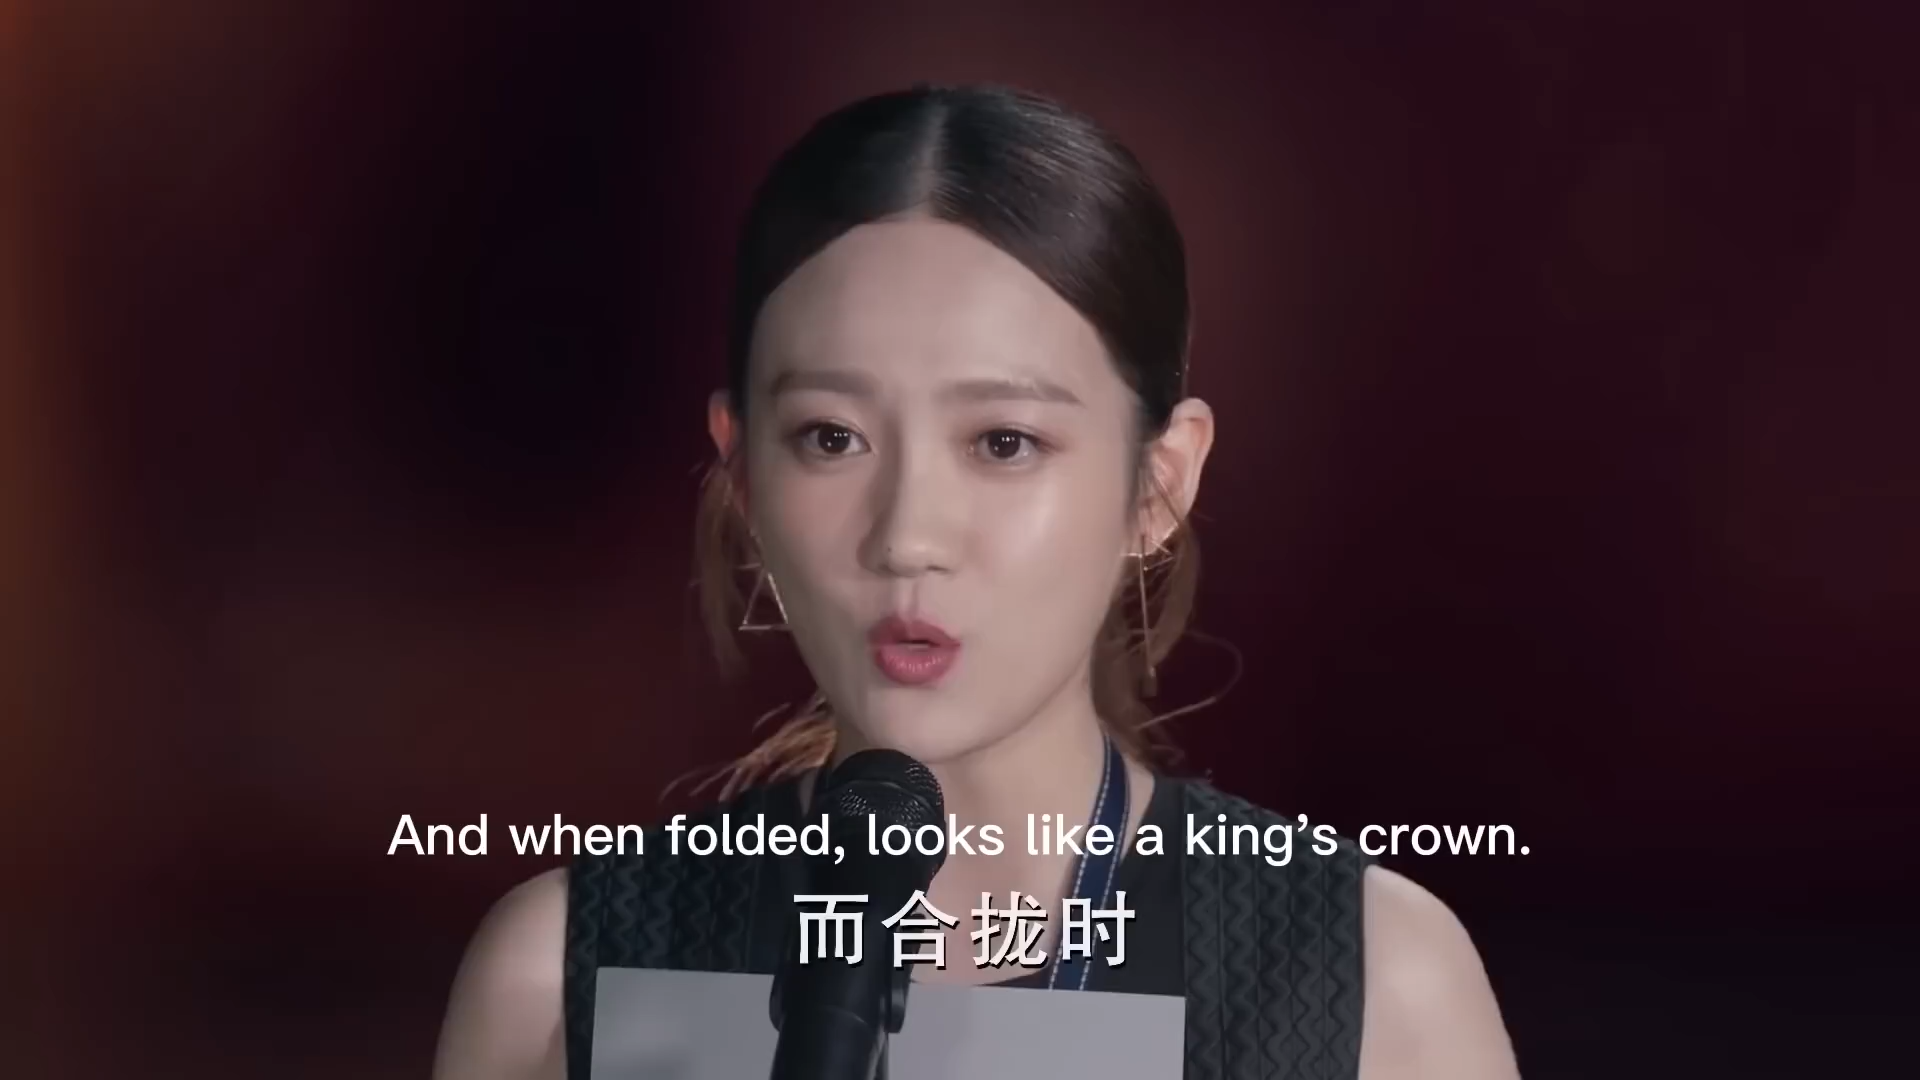 And when folded, looks like a king's crown.
而合拢时